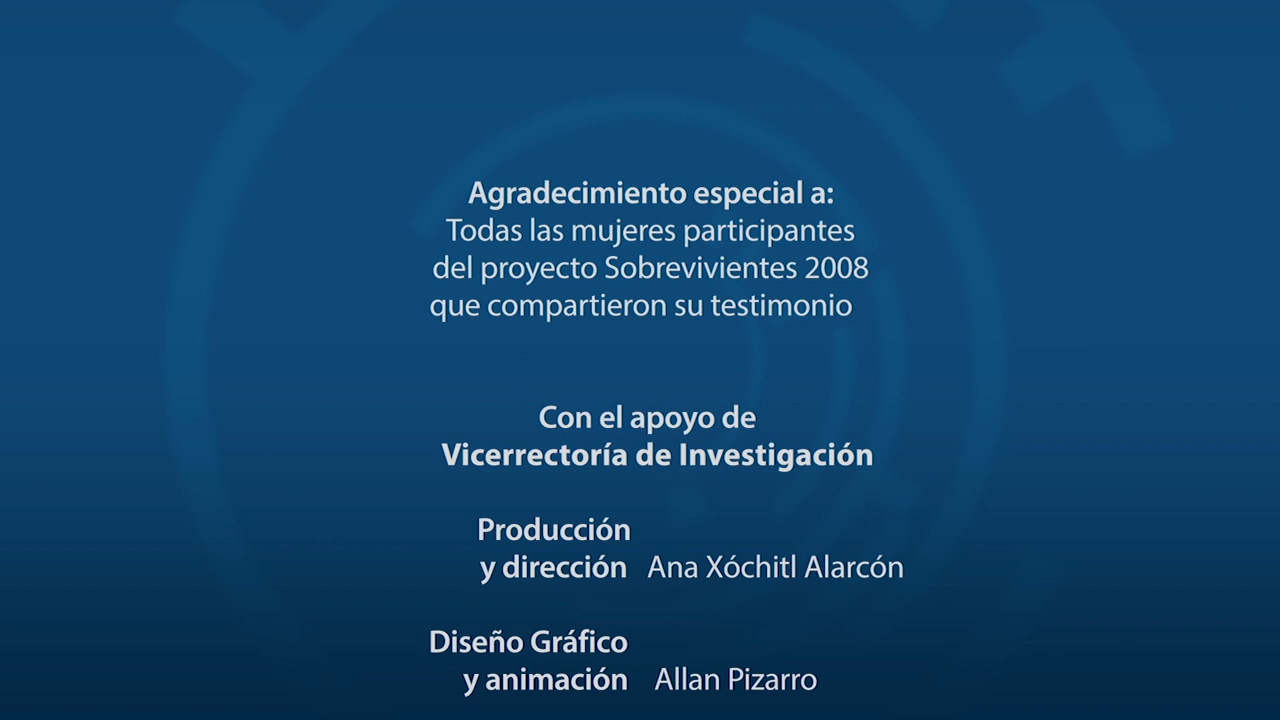 Agradecimiento especial a:
Todas las mujeres participantes
del proyecto Sobrevivientes 2008
que compartieron su testimonio
Con el apoyo de
Vicerrectoría de Investigación
Producción
y dirección Ana Xóchitl Alarcón
Diseño Gráfico
y animación Allan Pizarro